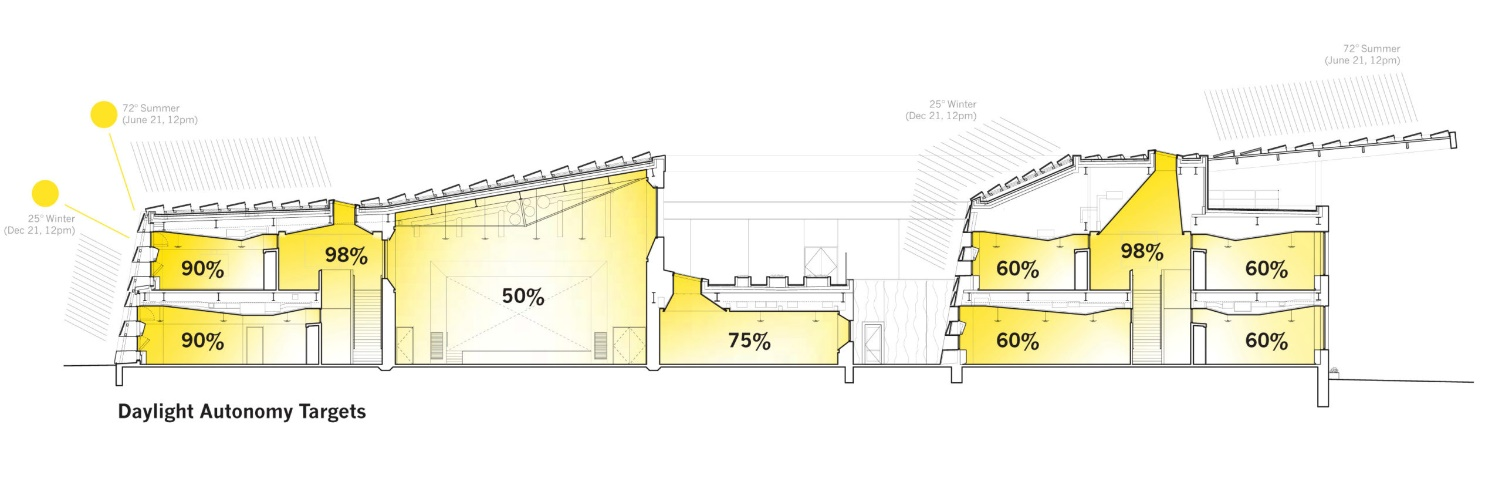 72° Summer
(June 21, 12pm)
25° Winter
(Dec 21, 12pm)
72° Summer
(June 21, 12pm)
25° Winter
(Dec 21, 12pm)
90%
98%
50%
90%
75%
60%
98%
60%
60%
60%
Daylight Autonomy Targets